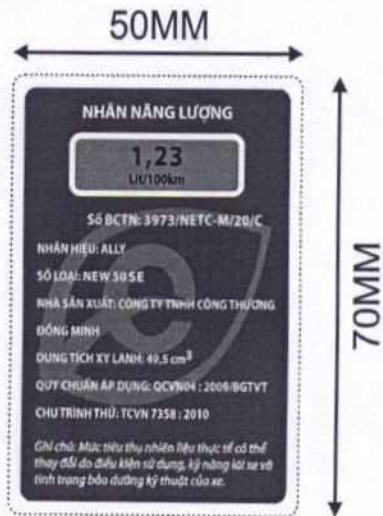 50MM
NHÃN NĂNG LƯỢNG
1,23
Lít/100km
Số BCTN: 3973/NETC-M/20/C
NHÃN HIỆU: ALLY
SỐ LOẠI: NEW 50 SE
NHÀ SẢN XUẤT: CÔNG TY TNHH CÔNG THƯƠNG
ĐỒNG MINH
DUNG TÍCH XY LANH: 49,5 cm³
QUY CHUẨN ÁP DỤNG: QCVN04 : 2009/BGTVT
CHU TRÌNH THỬ: TCVN 7358 : 2010
Ghi chú: Mức tiêu thụ nhiên liệu thực tế có thể
thay đổi do điều kiện sử dụng, kỹ năng lái xe và
tình trạng bảo dưỡng kỹ thuật của xe.
70MM